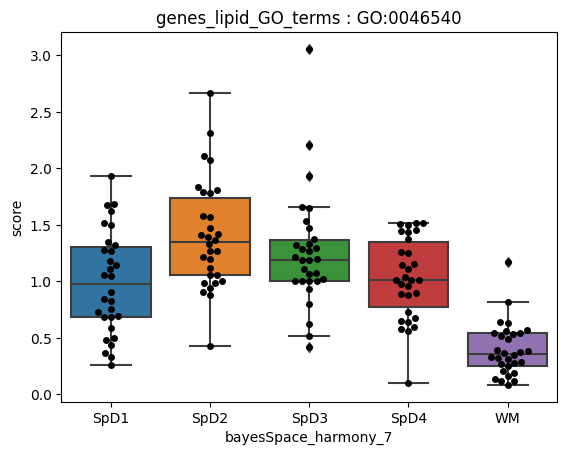 genes_lipid_GO_terms : GO:0046540
3.0
2.5
2.0
1.5
1.0
0.5
0.0
score
SpD1 SpD2 SpD3 SpD4 WM
bayesSpace_harmony_7